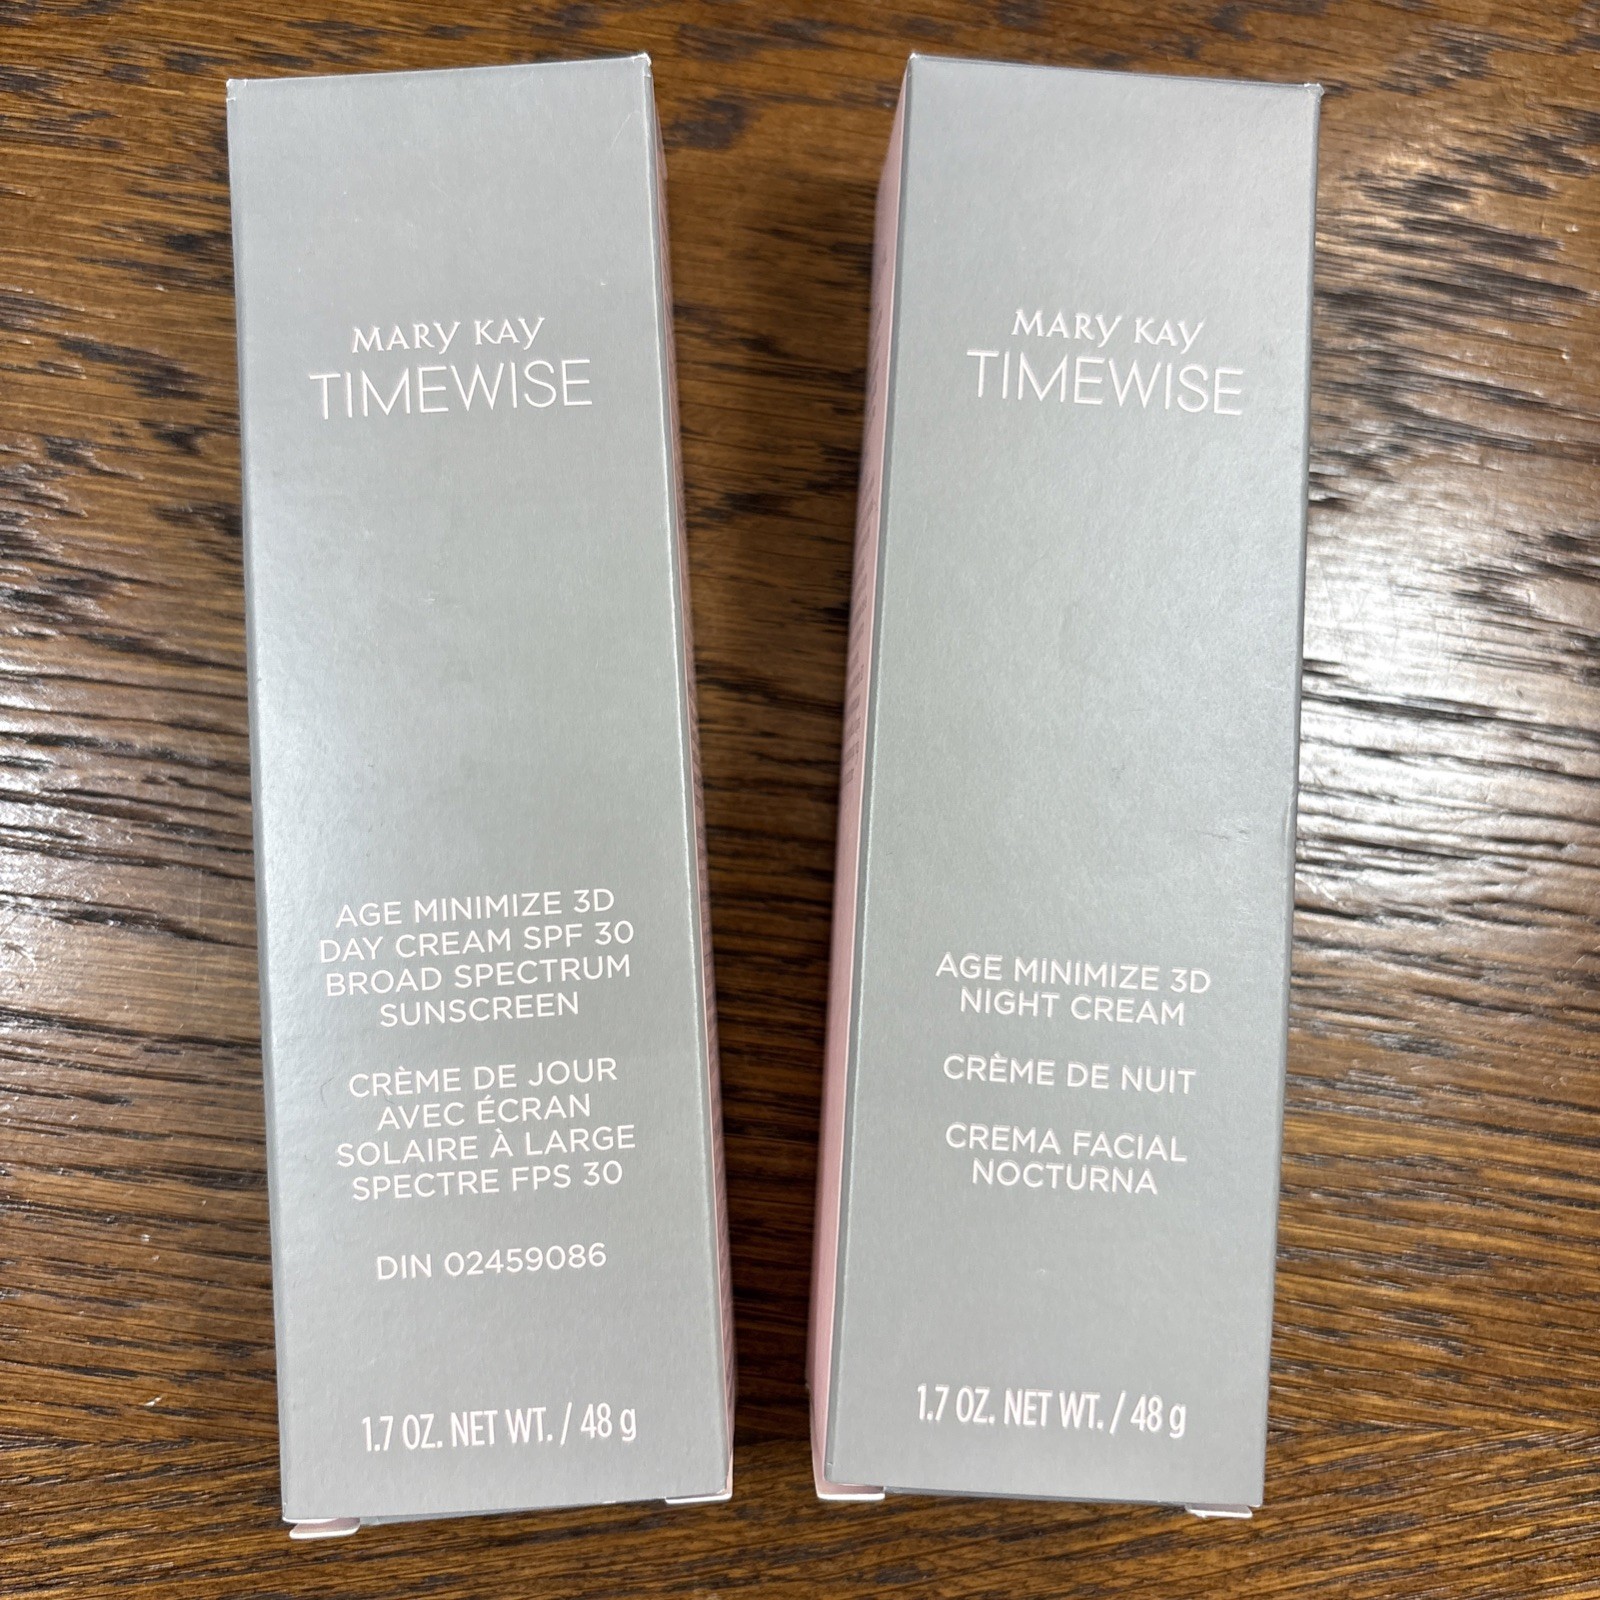 MARY KAY
TIMEWISE
AGE MINIMIZE 3D
DAY CREAM SPF 30
BROAD SPECTRUM
SUNSCREEN
CRÈME DE JOUR
AVEC ÉCRAN
SOLAIRE À LARGE
SPECTRE FPS 30
DIN 02459086
1.7 OZ. NET WT. / 48 g
MARY KAY
TIMEWISE
AGE MINIMIZE 3D
NIGHT CREAM
CRÈME DE NUIT
CREMA FACIAL
NOCTURNA
1.7 OZ. NET WT. / 48 g